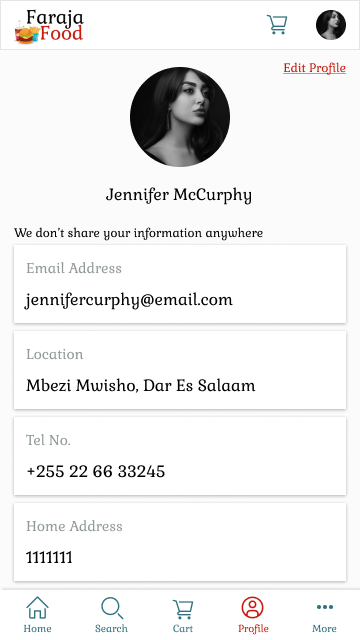 Faraja
Food
Edit Profile
Jennifer McCurphy
We don't share your information anywhere
Email Address
jennifercurphy@email.com
Location
Mbezi Mwisho, Dar Es Salaam
Tel No.
+255 22 66 33245
Home Address
1111111
Home
Search
Cart
Profile
More